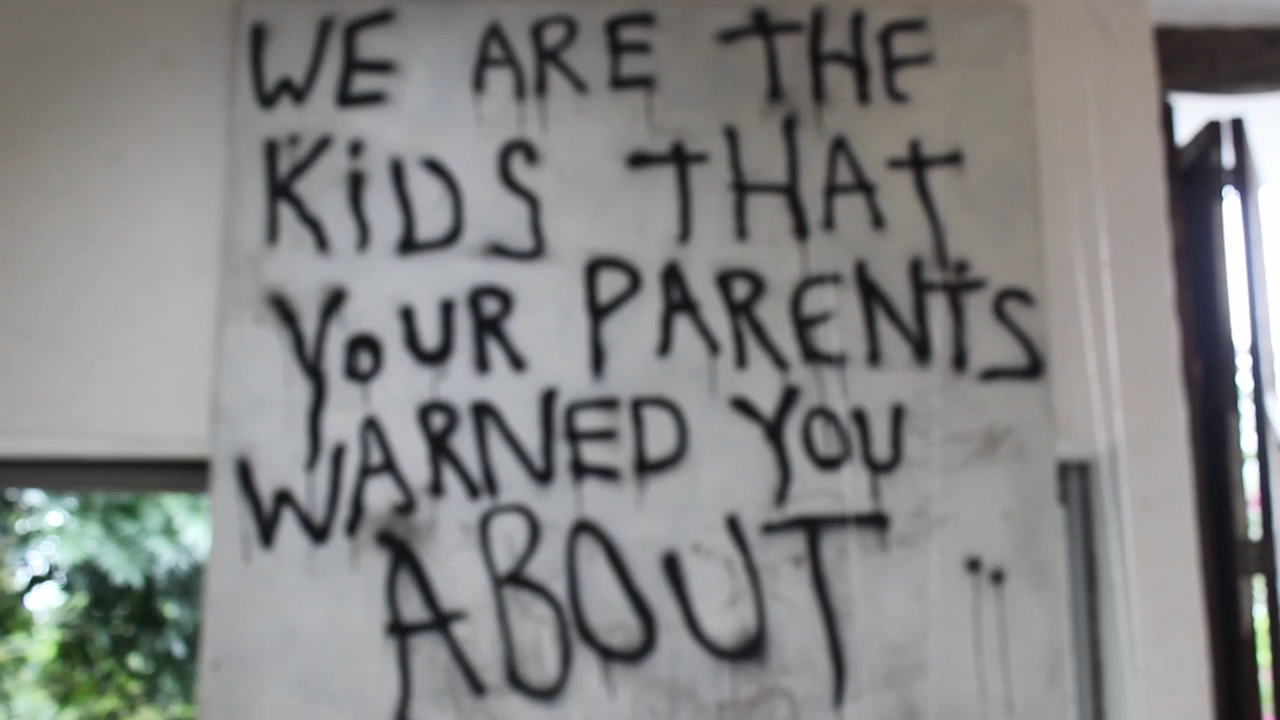 WE ARE THE
KiDS THAT
YoUR PARENTS
WARNED YOU
ABOUT ..